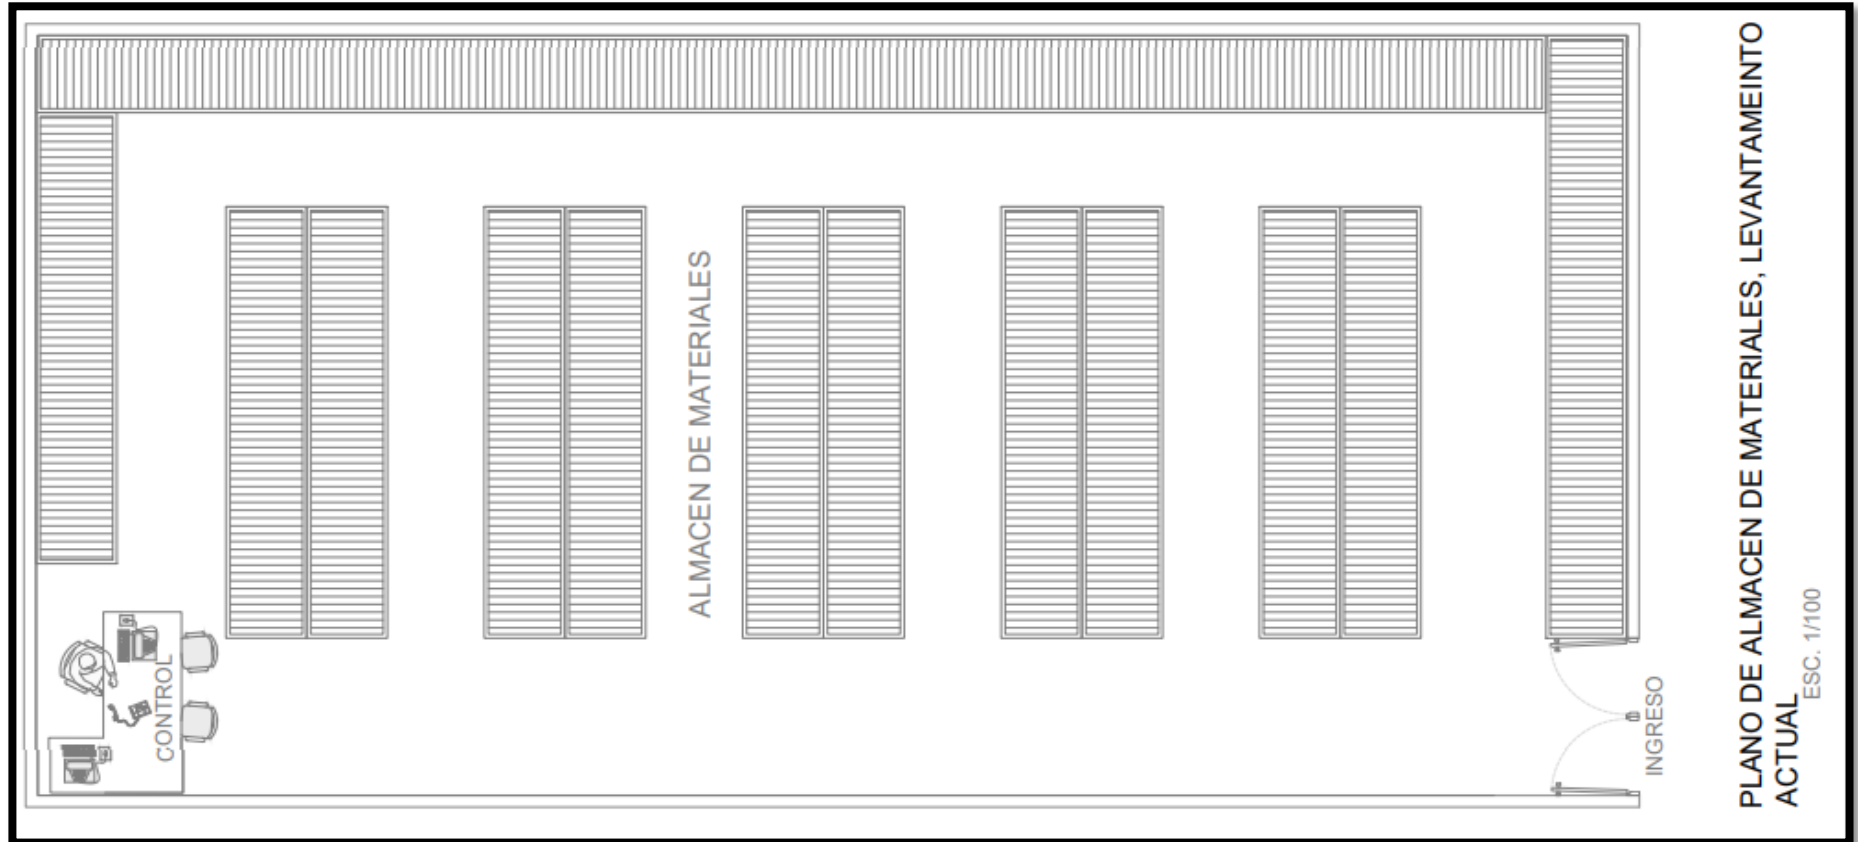 ALMACEN DE MATERIALES
CONTROL
INGRESO
PLANO DE ALMACEN DE MATERIALES, LEVANTAMEINTO
ACTUAL
ESC. 1/100